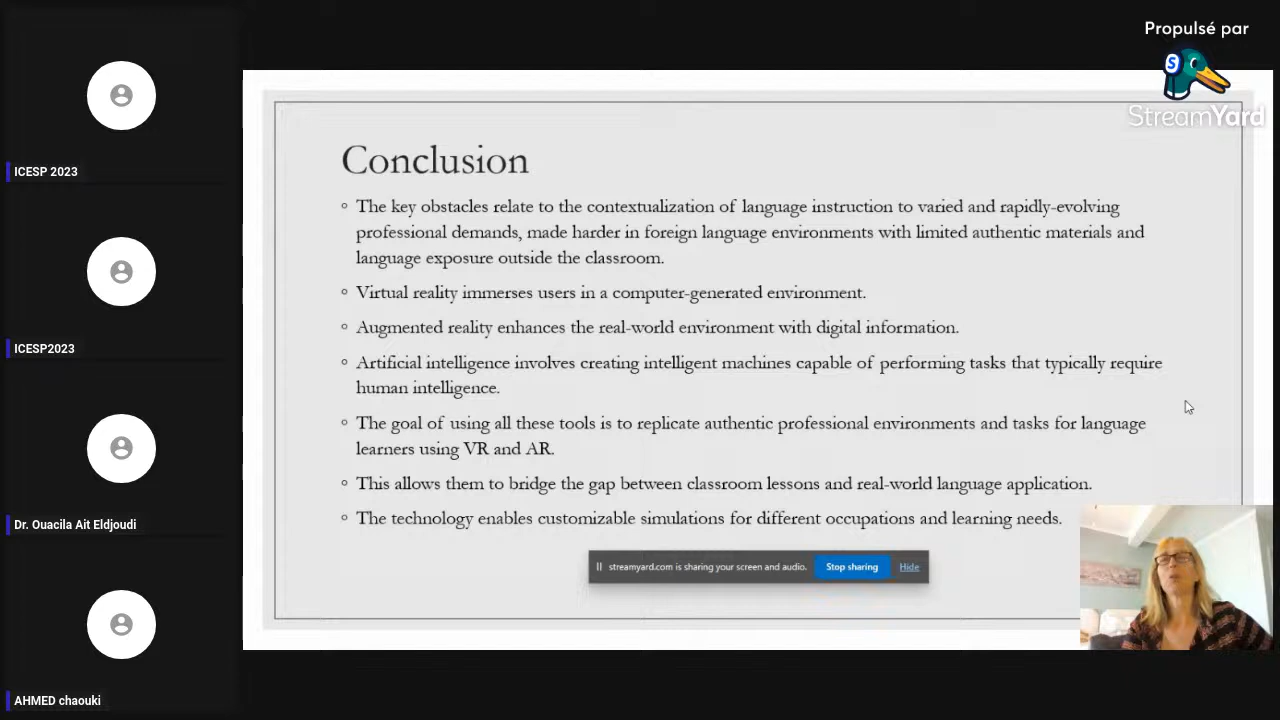 Propulsé par
StreamYard
ICESP 2023
ICESP2023
Dr. Ouacila Ait Eldjoudi
AHMED chaouki
Conclusion
The key obstacles relate to the contextualization of language instruction to varied and rapidly-evolving
professional demands, made harder in foreign language environments with limited authentic materials and
language exposure outside the classroom.
Virtual reality immerses users in a computer-generated environment.
Augmented reality enhances the real-world environment with digital information.
Artificial intelligence involves creating intelligent machines capable of performing tasks that typically require
human intelligence.
The goal of using all these tools is to replicate authentic professional environments and tasks for language
learners using VR and AR.
This allows them to bridge the gap between classroom lessons and real-world language application.
The technology enables customizable simulations for different occupations and learning needs.
streamyard.com is sharing your screen and audio. Stop sharing Hide